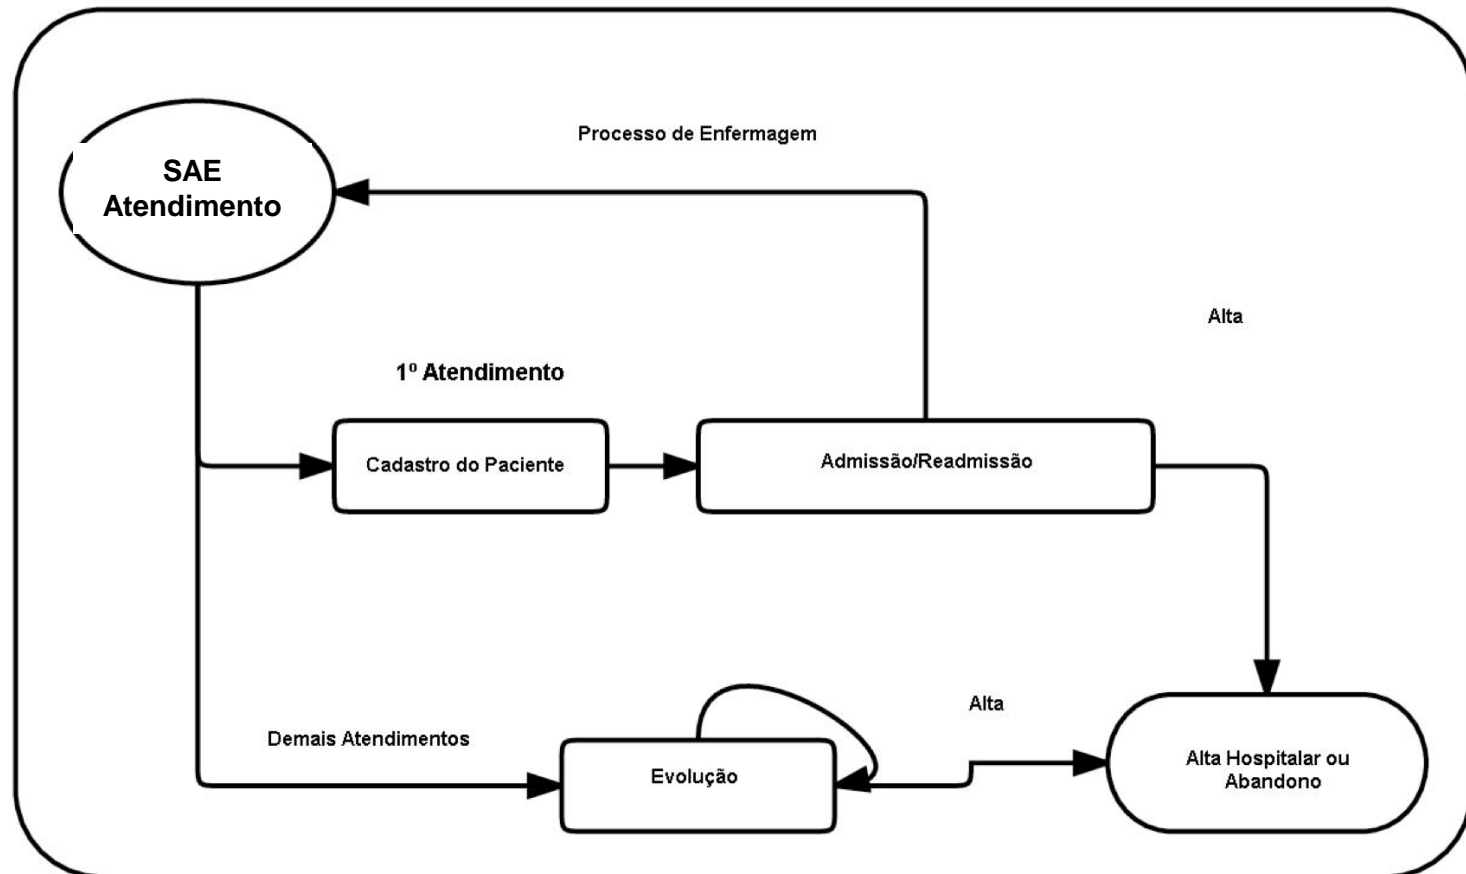 Processo de Enfermagem
SAE
Atendimento
Alta
1º Atendimento
Cadastro do Paciente
Admissão/Readmissão
Alta
Demais Atendimentos
Evolução
Alta Hospitalar ou
Abandono